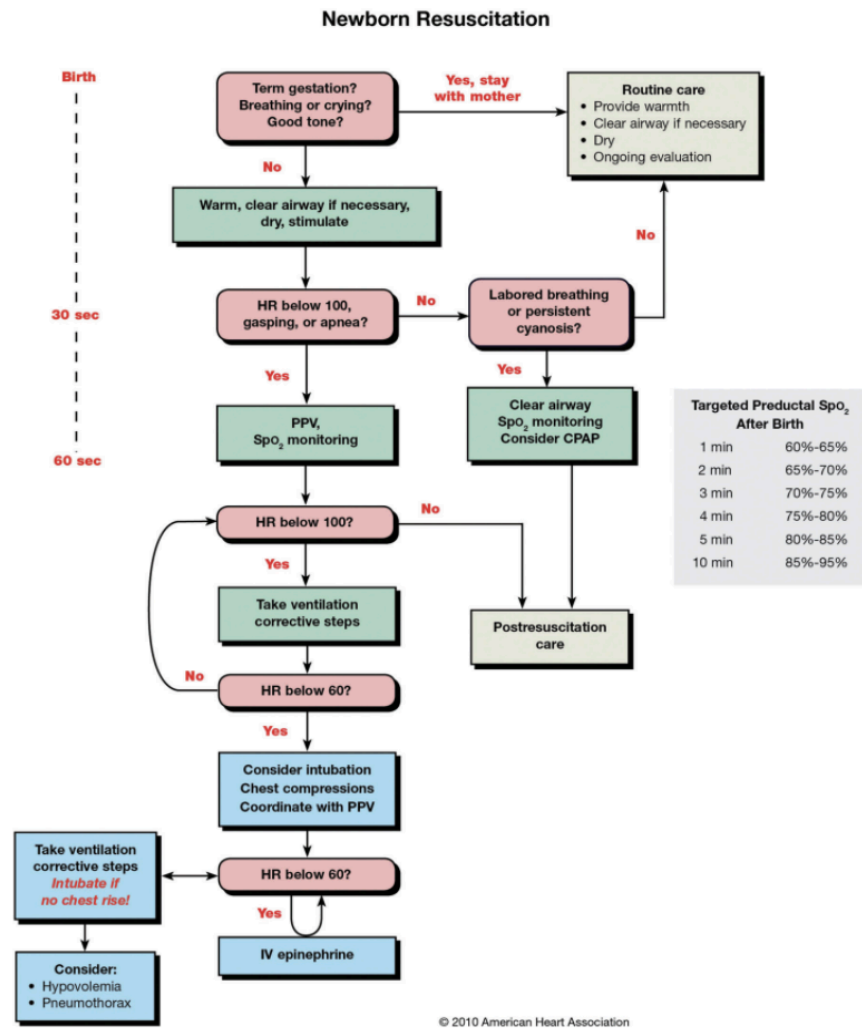 Newborn Resuscitation
Birth
Term gestation?
Breathing or crying?
Good tone?
Yes, stay
with mother
Routine care
• Provide warmth
• Clear airway if necessary
• Dry
• Ongoing evaluation
No
Warm, clear airway if necessary,
dry, stimulate
No
30 sec
HR below 100,
gasping, or apnea?
No
Labored breathing
or persistent
cyanosis?
Yes
Yes
60 sec
PPV,
SpO₂ monitoring
Clear airway
SpO₂ monitoring
Consider CPAP
Targeted Preductal SpO₂
After Birth
1 min 60%-65%
2 min 65%-70%
3 min 70%-75%
4 min 75%-80%
5 min 80%-85%
10 min 85%-95%
HR below 100?
No
Yes
Take ventilation
corrective steps
Postresuscitation
care
No
HR below 60?
Yes
Consider intubation
Chest compressions
Coordinate with PPV
Take ventilation
corrective steps
Intubate if
no chest rise!
HR below 60?
Yes
IV epinephrine
Consider:
• Hypovolemia
• Pneumothorax
© 2010 American Heart Association